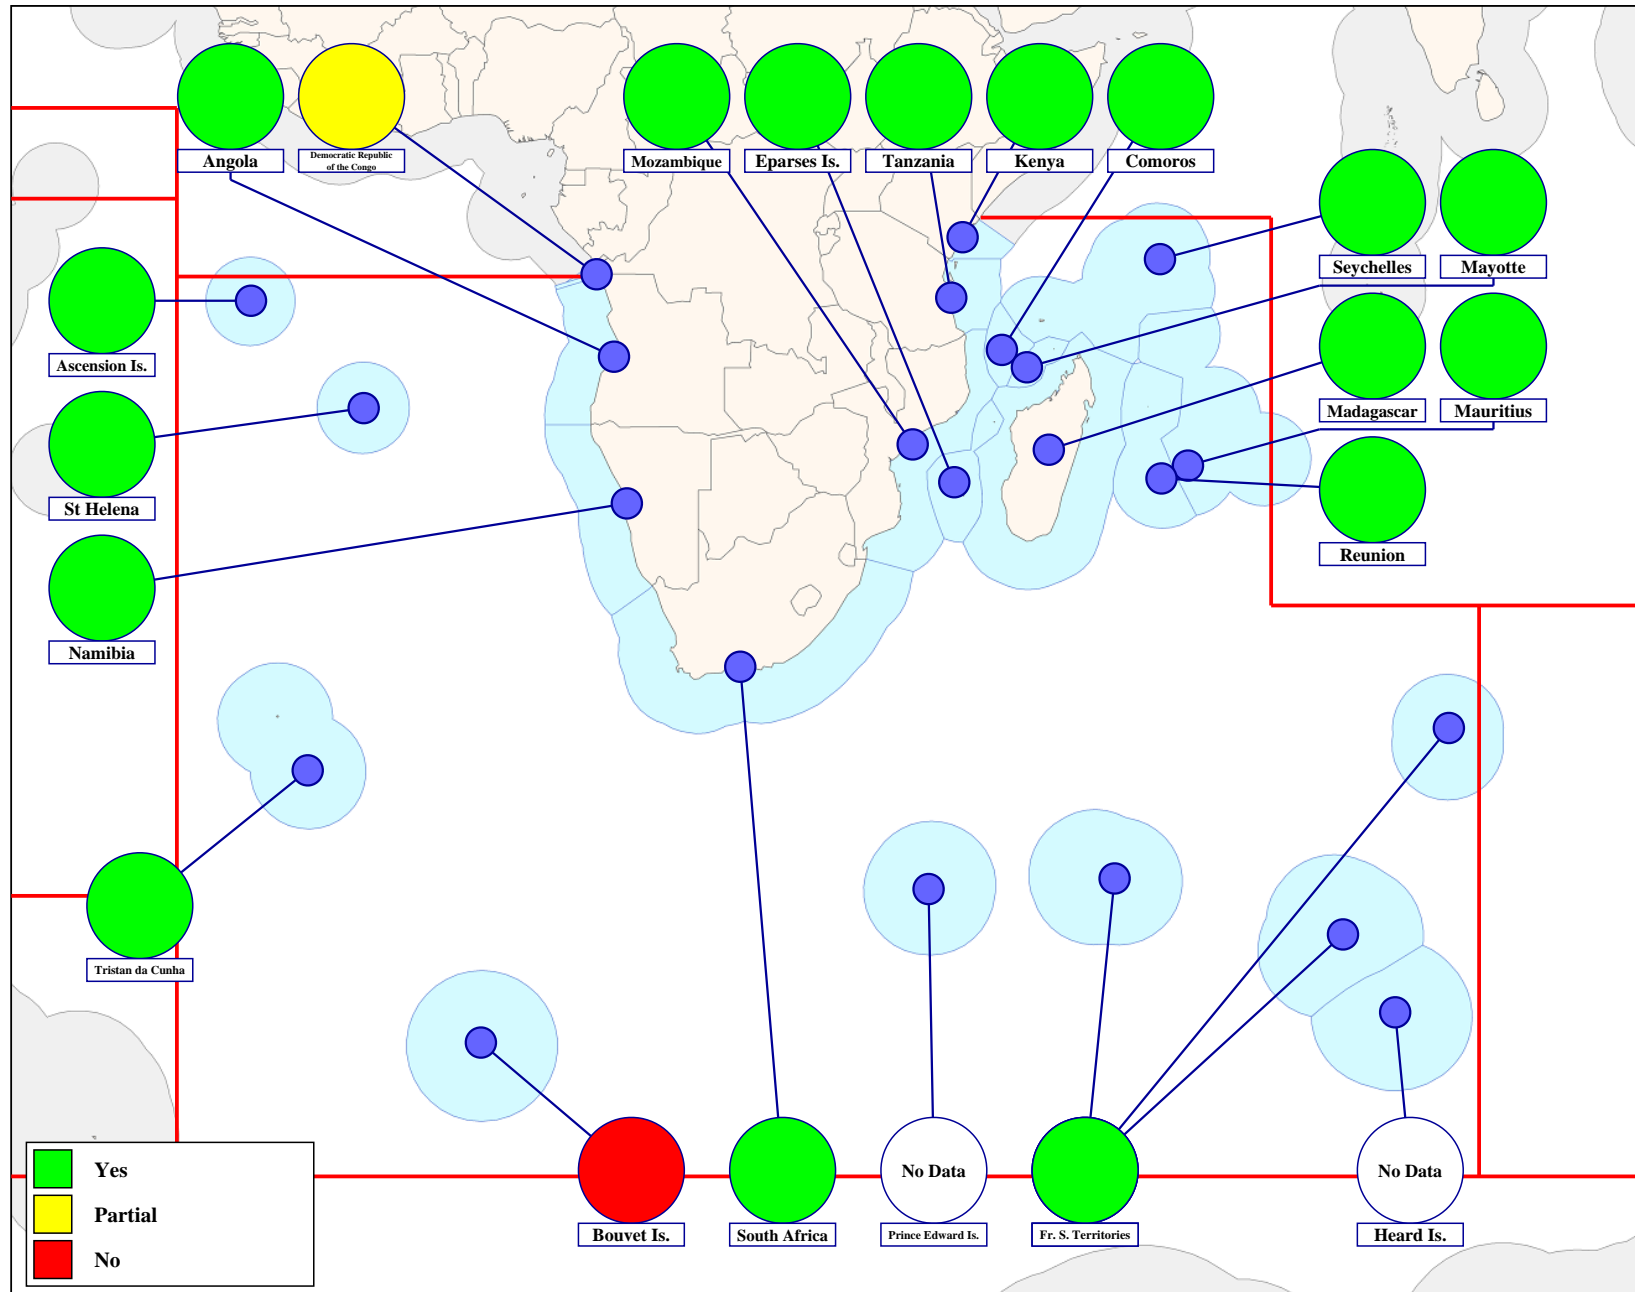 Angola
Democratic Republic
of the Congo
Mozambique
Eparses Is.
Tanzania
Kenya
Comoros
Seychelles
Mayotte
Ascension Is.
Madagascar
Mauritius
St Helena
Reunion
Namibia
Tristan da Cunha
No Data
No Data
Bouvet Is.
South Africa
Prince Edward Is.
Fr. S. Territories
Heard Is.
Yes
Partial
No